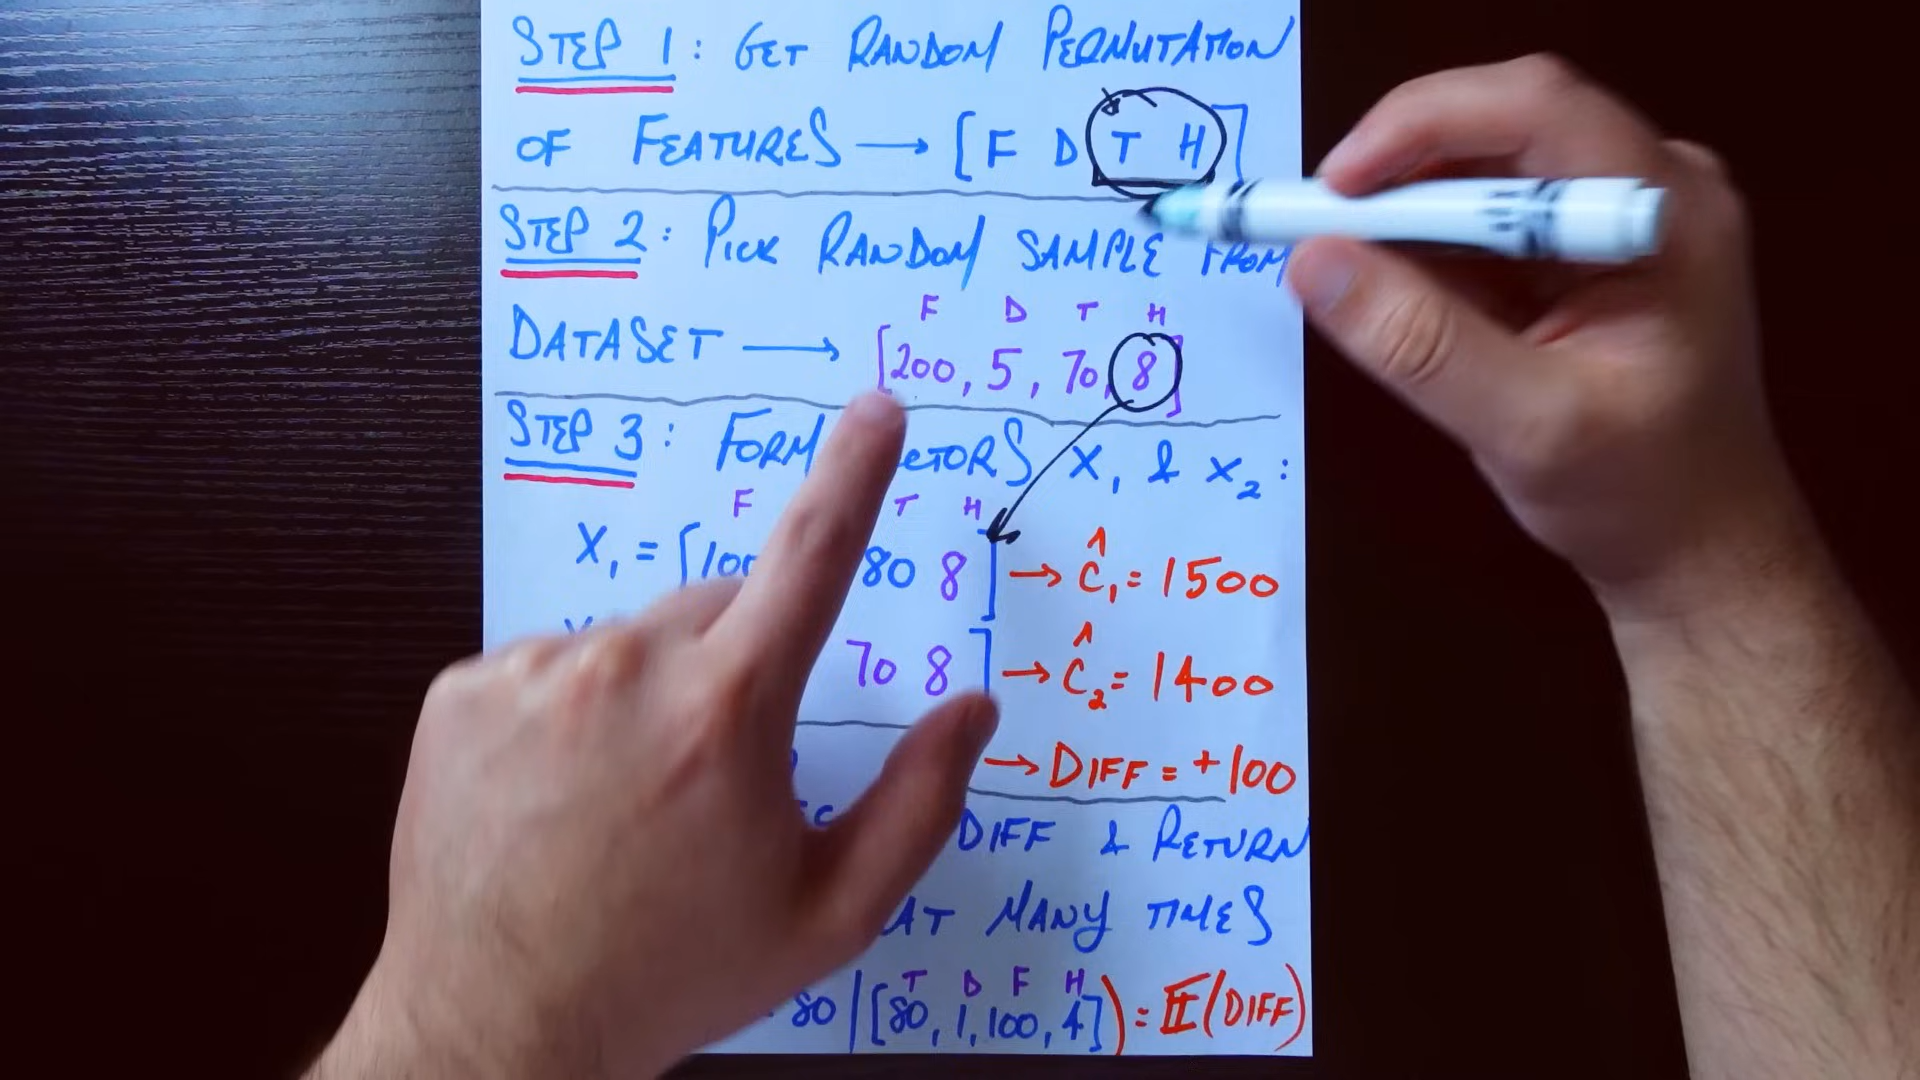 STEP 1: GET RANDOM PERMUTATION
OF FEATURES → [F D T H]
STEP 2: PICK RANDOM SAMPLE FROM
F D T H
DATASET → [200, 5, 70, 8]
STEP 3: FORM VECTORS X₁ & X₂:
F T H
X₁ = [100 80 8] → Ĉ₁ = 1500
70 8] → Ĉ₂ = 1400
→ DIFF = +100
DIFF & RETURN
MANY TIMES
T D F H
80 | [80, 1, 100, 4]) = E(DIFF)